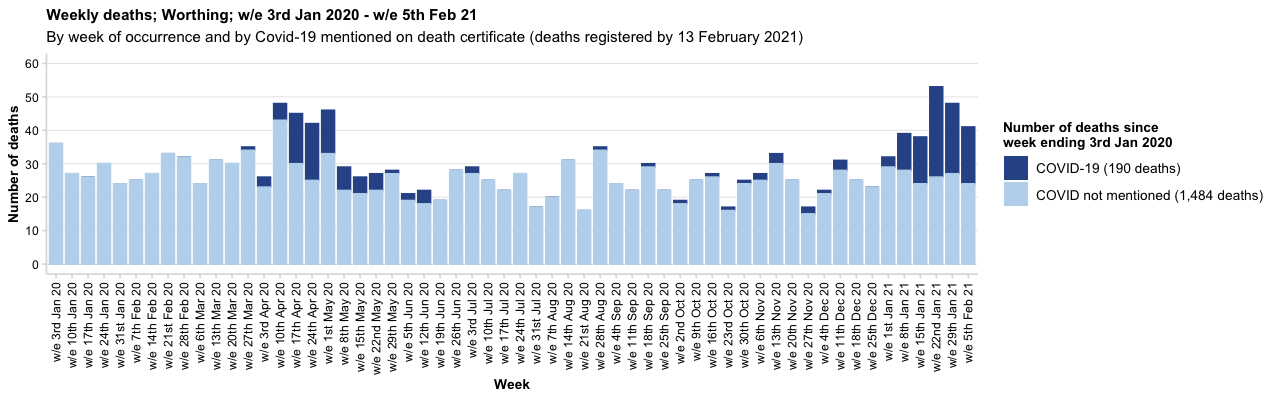 Weekly deaths; Worthing; w/e 3rd Jan 2020 - w/e 5th Feb 21
By week of occurrence and by Covid-19 mentioned on death certificate (deaths registered by 13 February 2021)
Number of deaths
60
50
40
30
20
10
0
w/e 3rd Jan 20
w/e 10th Jan 20
w/e 17th Jan 20
w/e 24th Jan 20
w/e 31st Jan 20
w/e 7th Feb 20
w/e 14th Feb 20
w/e 21st Feb 20
w/e 28th Feb 20
w/e 6th Mar 20
w/e 13th Mar 20
w/e 20th Mar 20
w/e 27th Mar 20
w/e 3rd Apr 20
w/e 10th Apr 20
w/e 17th Apr 20
w/e 24th Apr 20
w/e 1st May 20
w/e 8th May 20
w/e 15th May 20
w/e 22nd May 20
w/e 29th May 20
w/e 5th Jun 20
w/e 12th Jun 20
w/e 19th Jun 20
w/e 26th Jun 20
w/e 3rd Jul 20
w/e 10th Jul 20
w/e 17th Jul 20
w/e 24th Jul 20
w/e 31st Jul 20
w/e 7th Aug 20
w/e 14th Aug 20
w/e 21st Aug 20
w/e 28th Aug 20
w/e 4th Sep 20
w/e 11th Sep 20
w/e 18th Sep 20
w/e 25th Sep 20
w/e 2nd Oct 20
w/e 9th Oct 20
w/e 16th Oct 20
w/e 23rd Oct 20
w/e 30th Oct 20
w/e 6th Nov 20
w/e 13th Nov 20
w/e 20th Nov 20
w/e 27th Nov 20
w/e 4th Dec 20
w/e 11th Dec 20
w/e 18th Dec 20
w/e 25th Dec 20
w/e 1st Jan 21
w/e 8th Jan 21
w/e 15th Jan 21
w/e 22nd Jan 21
w/e 29th Jan 21
w/e 5th Feb 21
Week
Number of deaths since
week ending 3rd Jan 2020
COVID-19 (190 deaths)
COVID not mentioned (1,484 deaths)